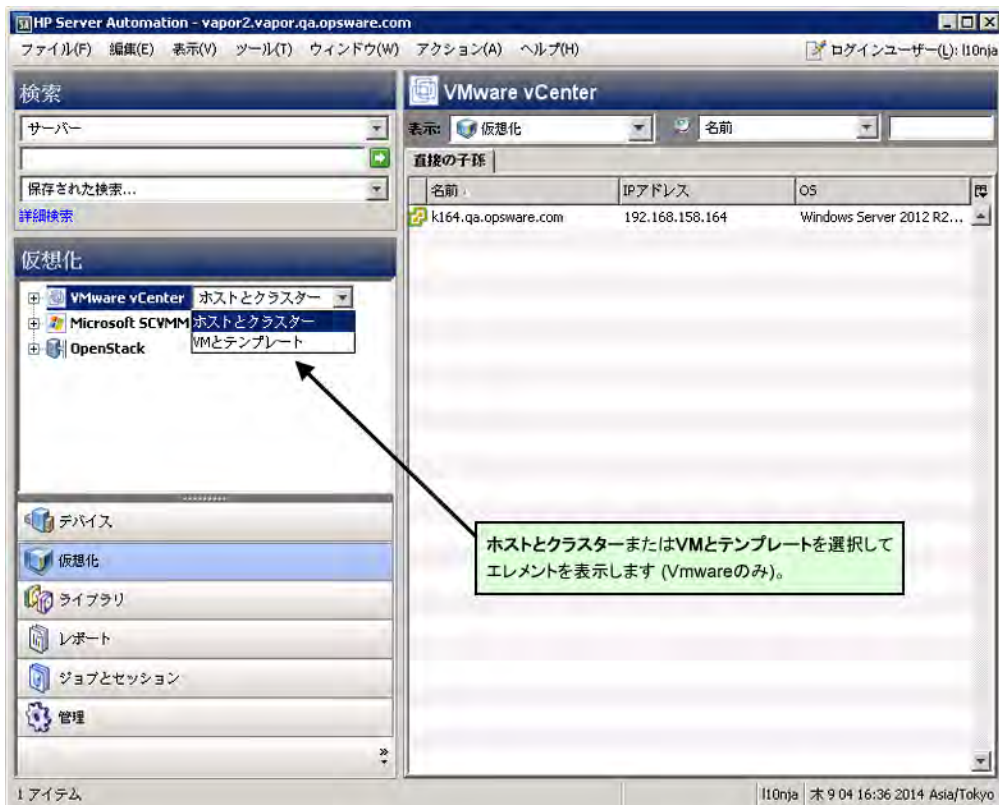 HP Server Automation - vapor2.vapor.qa.opsware.com
ファイル(F) 編集(E) 表示(V) ツール(T) ウィンドウ(W) アクション(A) ヘルプ(H) ログインユーザー(L): l10nja
検索
サーバー
保存された検索...
詳細検索
仮想化
VMware vCenter ホストとクラスター
Microsoft SCVMM ホストとクラスター
OpenStack VMとテンプレート
デバイス
仮想化
ライブラリ
レポート
ジョブとセッション
管理
VMware vCenter
表示: 仮想化 名前
直接の子孫
名前 IPアドレス OS
k164.qa.opsware.com 192.168.158.164 Windows Server 2012 R2...
ホストとクラスターまたはVMとテンプレートを選択して
エレメントを表示します (Vmwareのみ)。
1 アイテム l10nja 木 9 04 16:36 2014 Asia/Tokyo